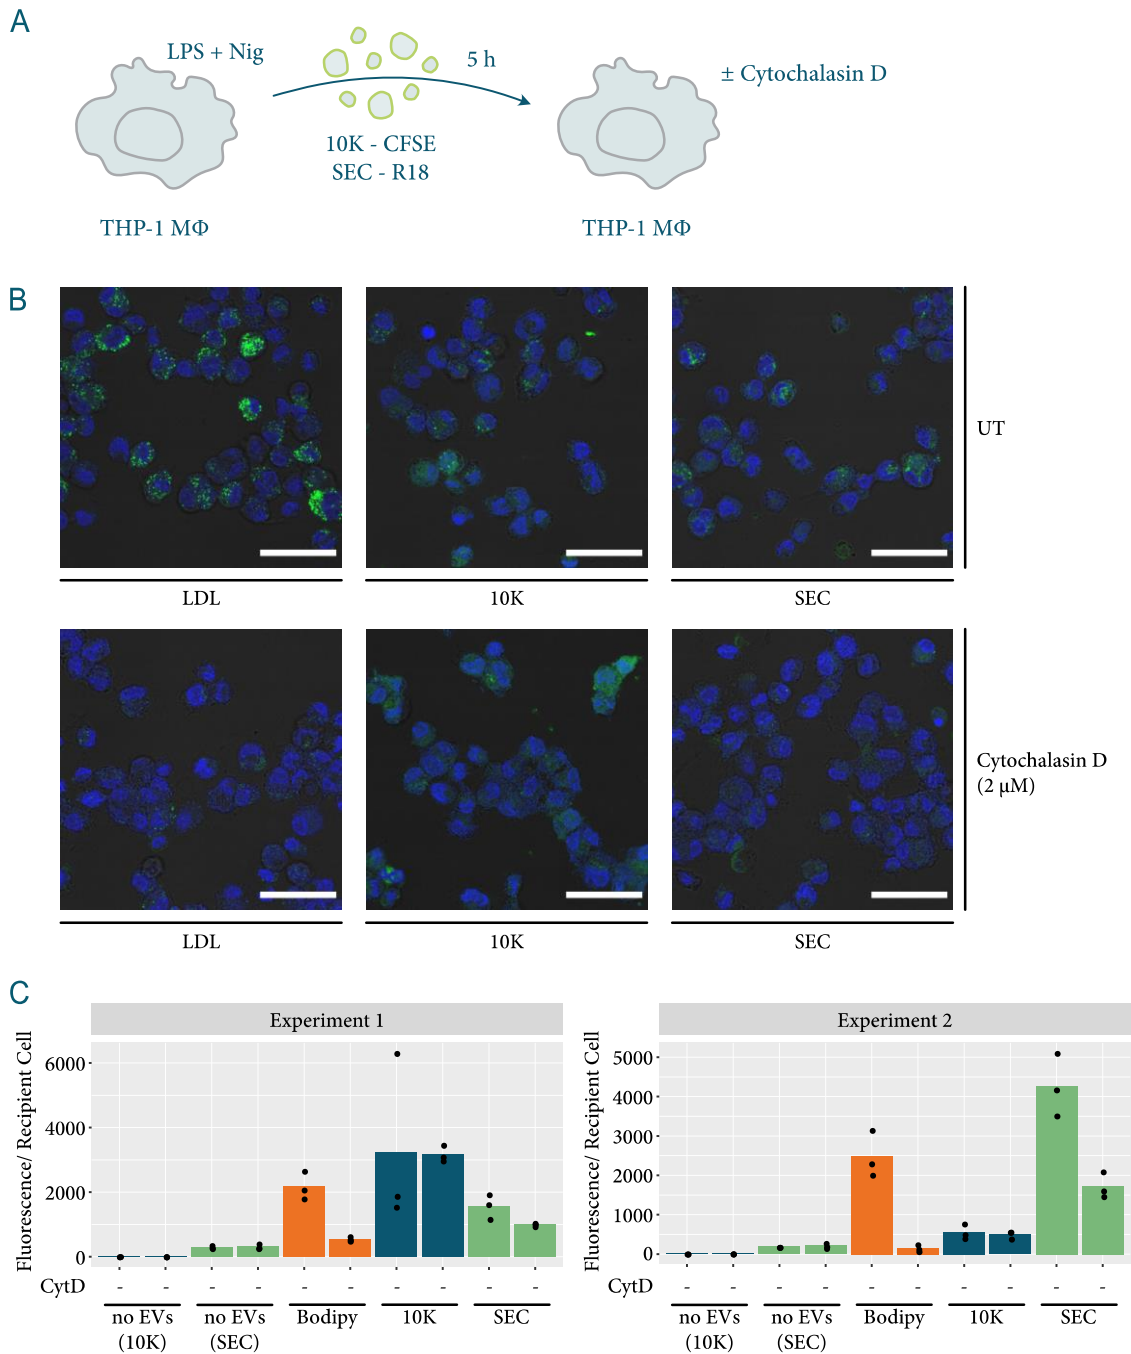 A
LPS + Nig
5 h
± Cytochalasin D
10K - CFSE
SEC - R18
THP-1 MΦ
THP-1 MΦ
B
UT
LDL
10K
SEC
Cytochalasin D
(2 µM)
LDL
10K
SEC
C
Experiment 1
Fluorescence/ Recipient Cell
6000
4000
2000
0
CytD
- - - - - - - - - -
no EVs
(10K)
no EVs
(SEC)
Bodipy
10K
SEC
Experiment 2
Fluorescence/ Recipient Cell
5000
4000
3000
2000
1000
0
CytD
- - - - - - - - - -
no EVs
(10K)
no EVs
(SEC)
Bodipy
10K
SEC